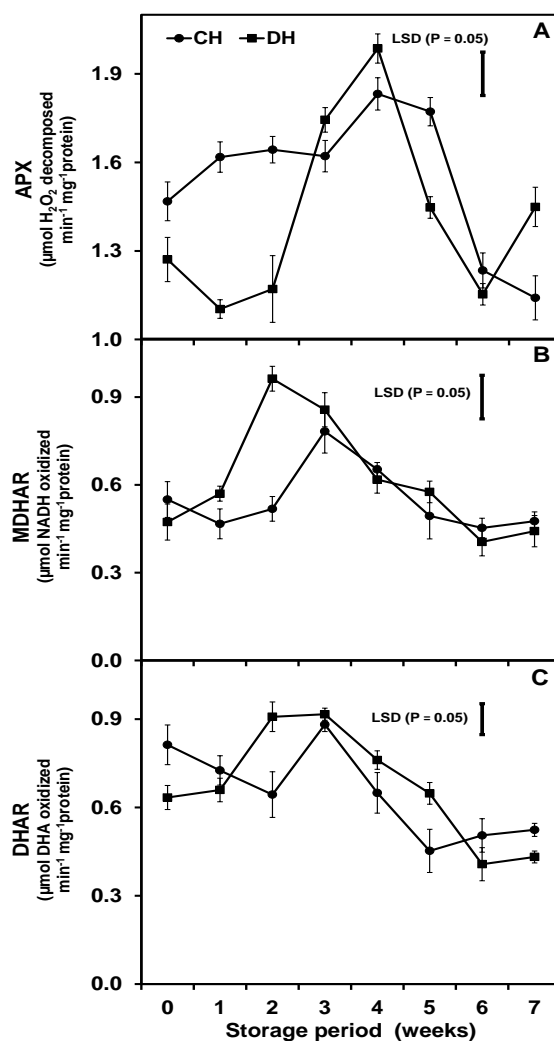 CH DH
LSD (P = 0.05)
A
1.9
1.6
1.3
1.0
APX
(µmol H₂O₂ decomposed
min⁻¹ mg⁻¹protein)
B
LSD (P = 0.05)
0.9
0.6
0.3
0.0
MDHAR
(µmol NADH oxidized
min⁻¹ mg⁻¹protein)
C
LSD (P = 0.05)
0.9
0.6
0.3
0.0
DHAR
(µmol DHA oxidized
min⁻¹ mg⁻¹protein)
0 1 2 3 4 5 6 7
Storage period (weeks)